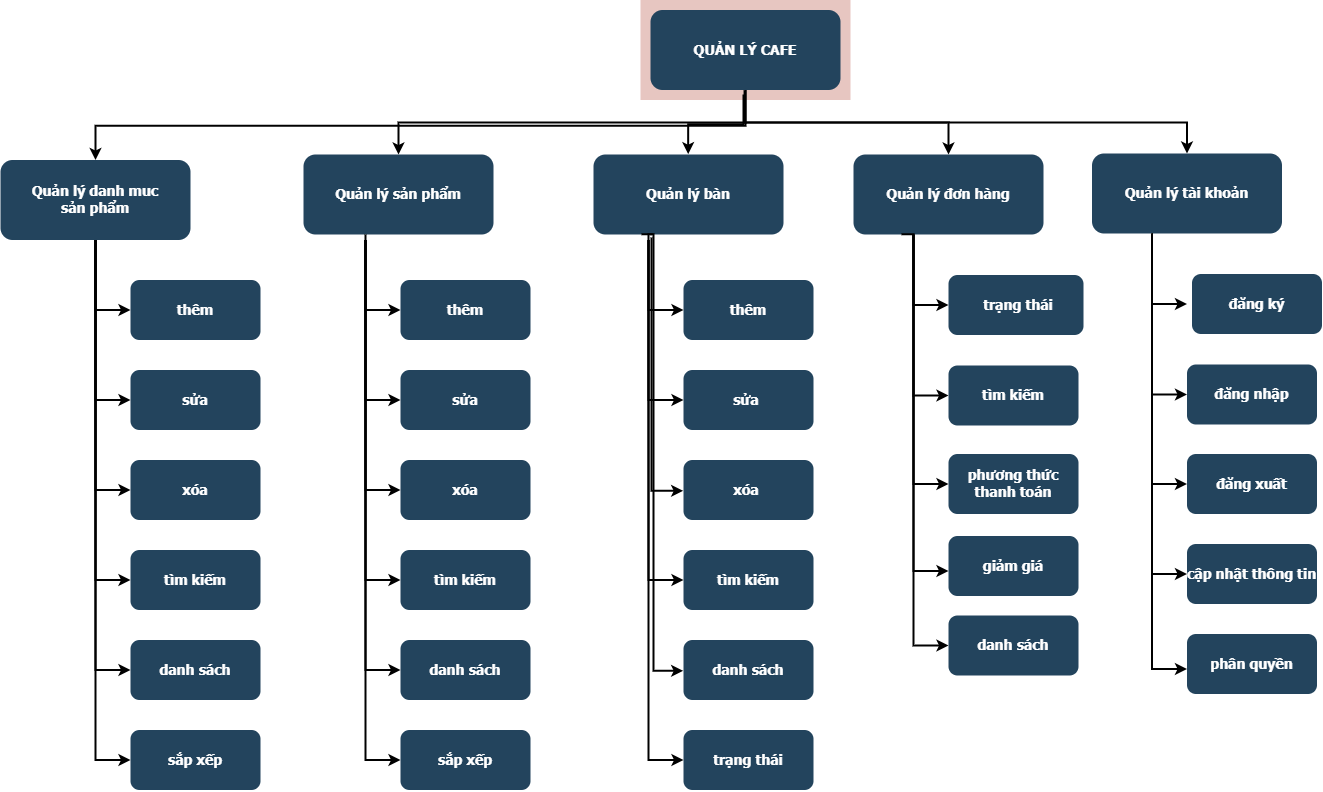 QUẢN LÝ CAFE
Quản lý danh muc
sản phẩm
thêm
sửa
xóa
tìm kiếm
danh sách
sắp xếp
Quản lý sản phẩm
thêm
sửa
xóa
tìm kiếm
danh sách
sắp xếp
Quản lý bàn
thêm
sửa
xóa
tìm kiếm
danh sách
trạng thái
Quản lý đơn hàng
trạng thái
tìm kiếm
phương thức
thanh toán
giảm giá
danh sách
Quản lý tài khoản
đăng ký
đăng nhập
đăng xuất
cập nhật thông tin
phân quyền